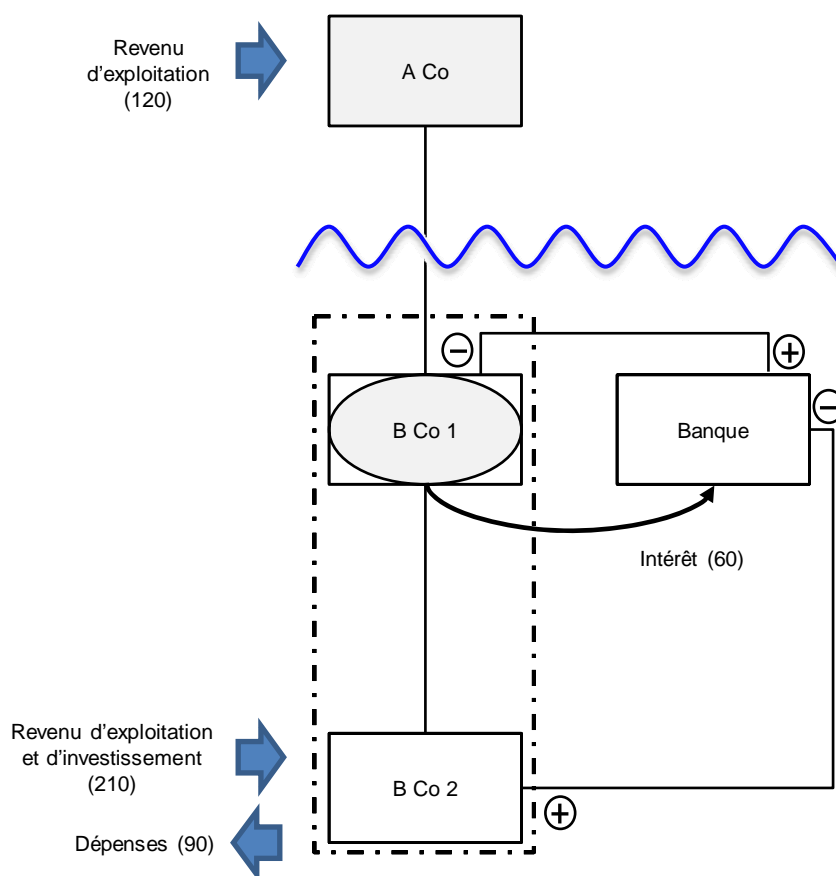 Revenu
d'exploitation
(120)
A Co
−
+
−
B Co 1
Banque
Intérêt (60)
Revenu d'exploitation
et d'investissement
(210)
B Co 2
+
Dépenses (90)